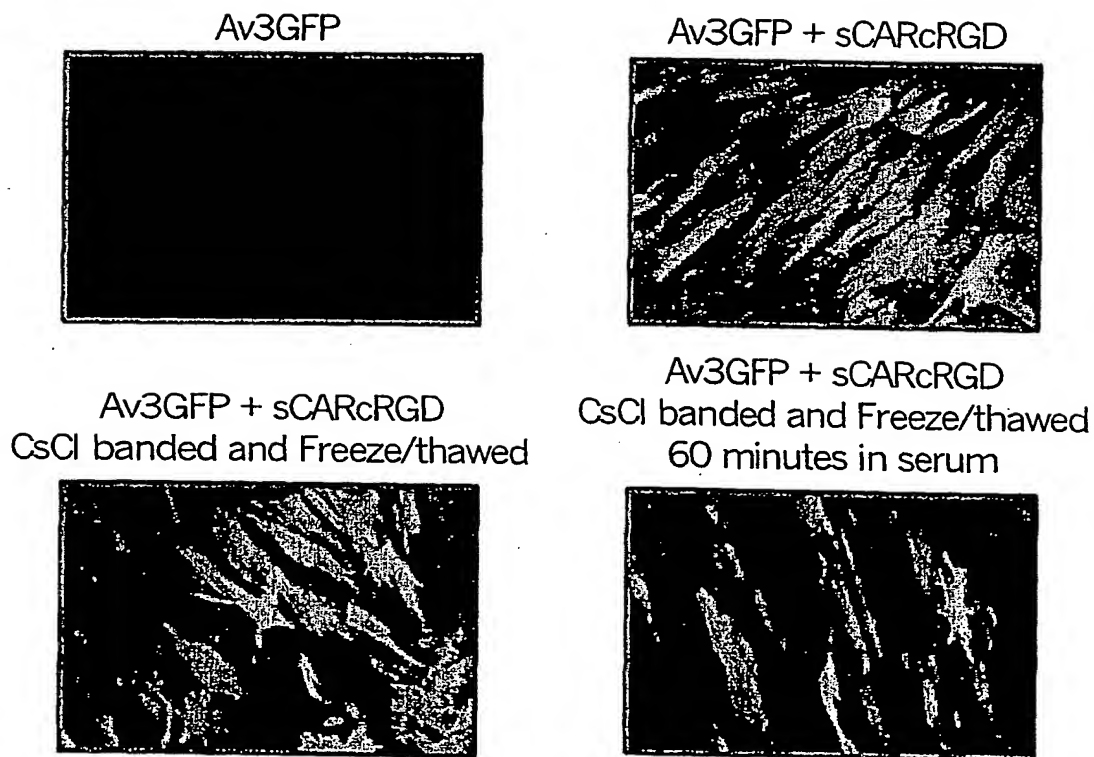 Av3GFP
Av3GFP + sCARcRGD
Av3GFP + sCARcRGD
CsCl banded and Freeze/thawed
Av3GFP + sCARcRGD
CsCl banded and Freeze/thawed
60 minutes in serum